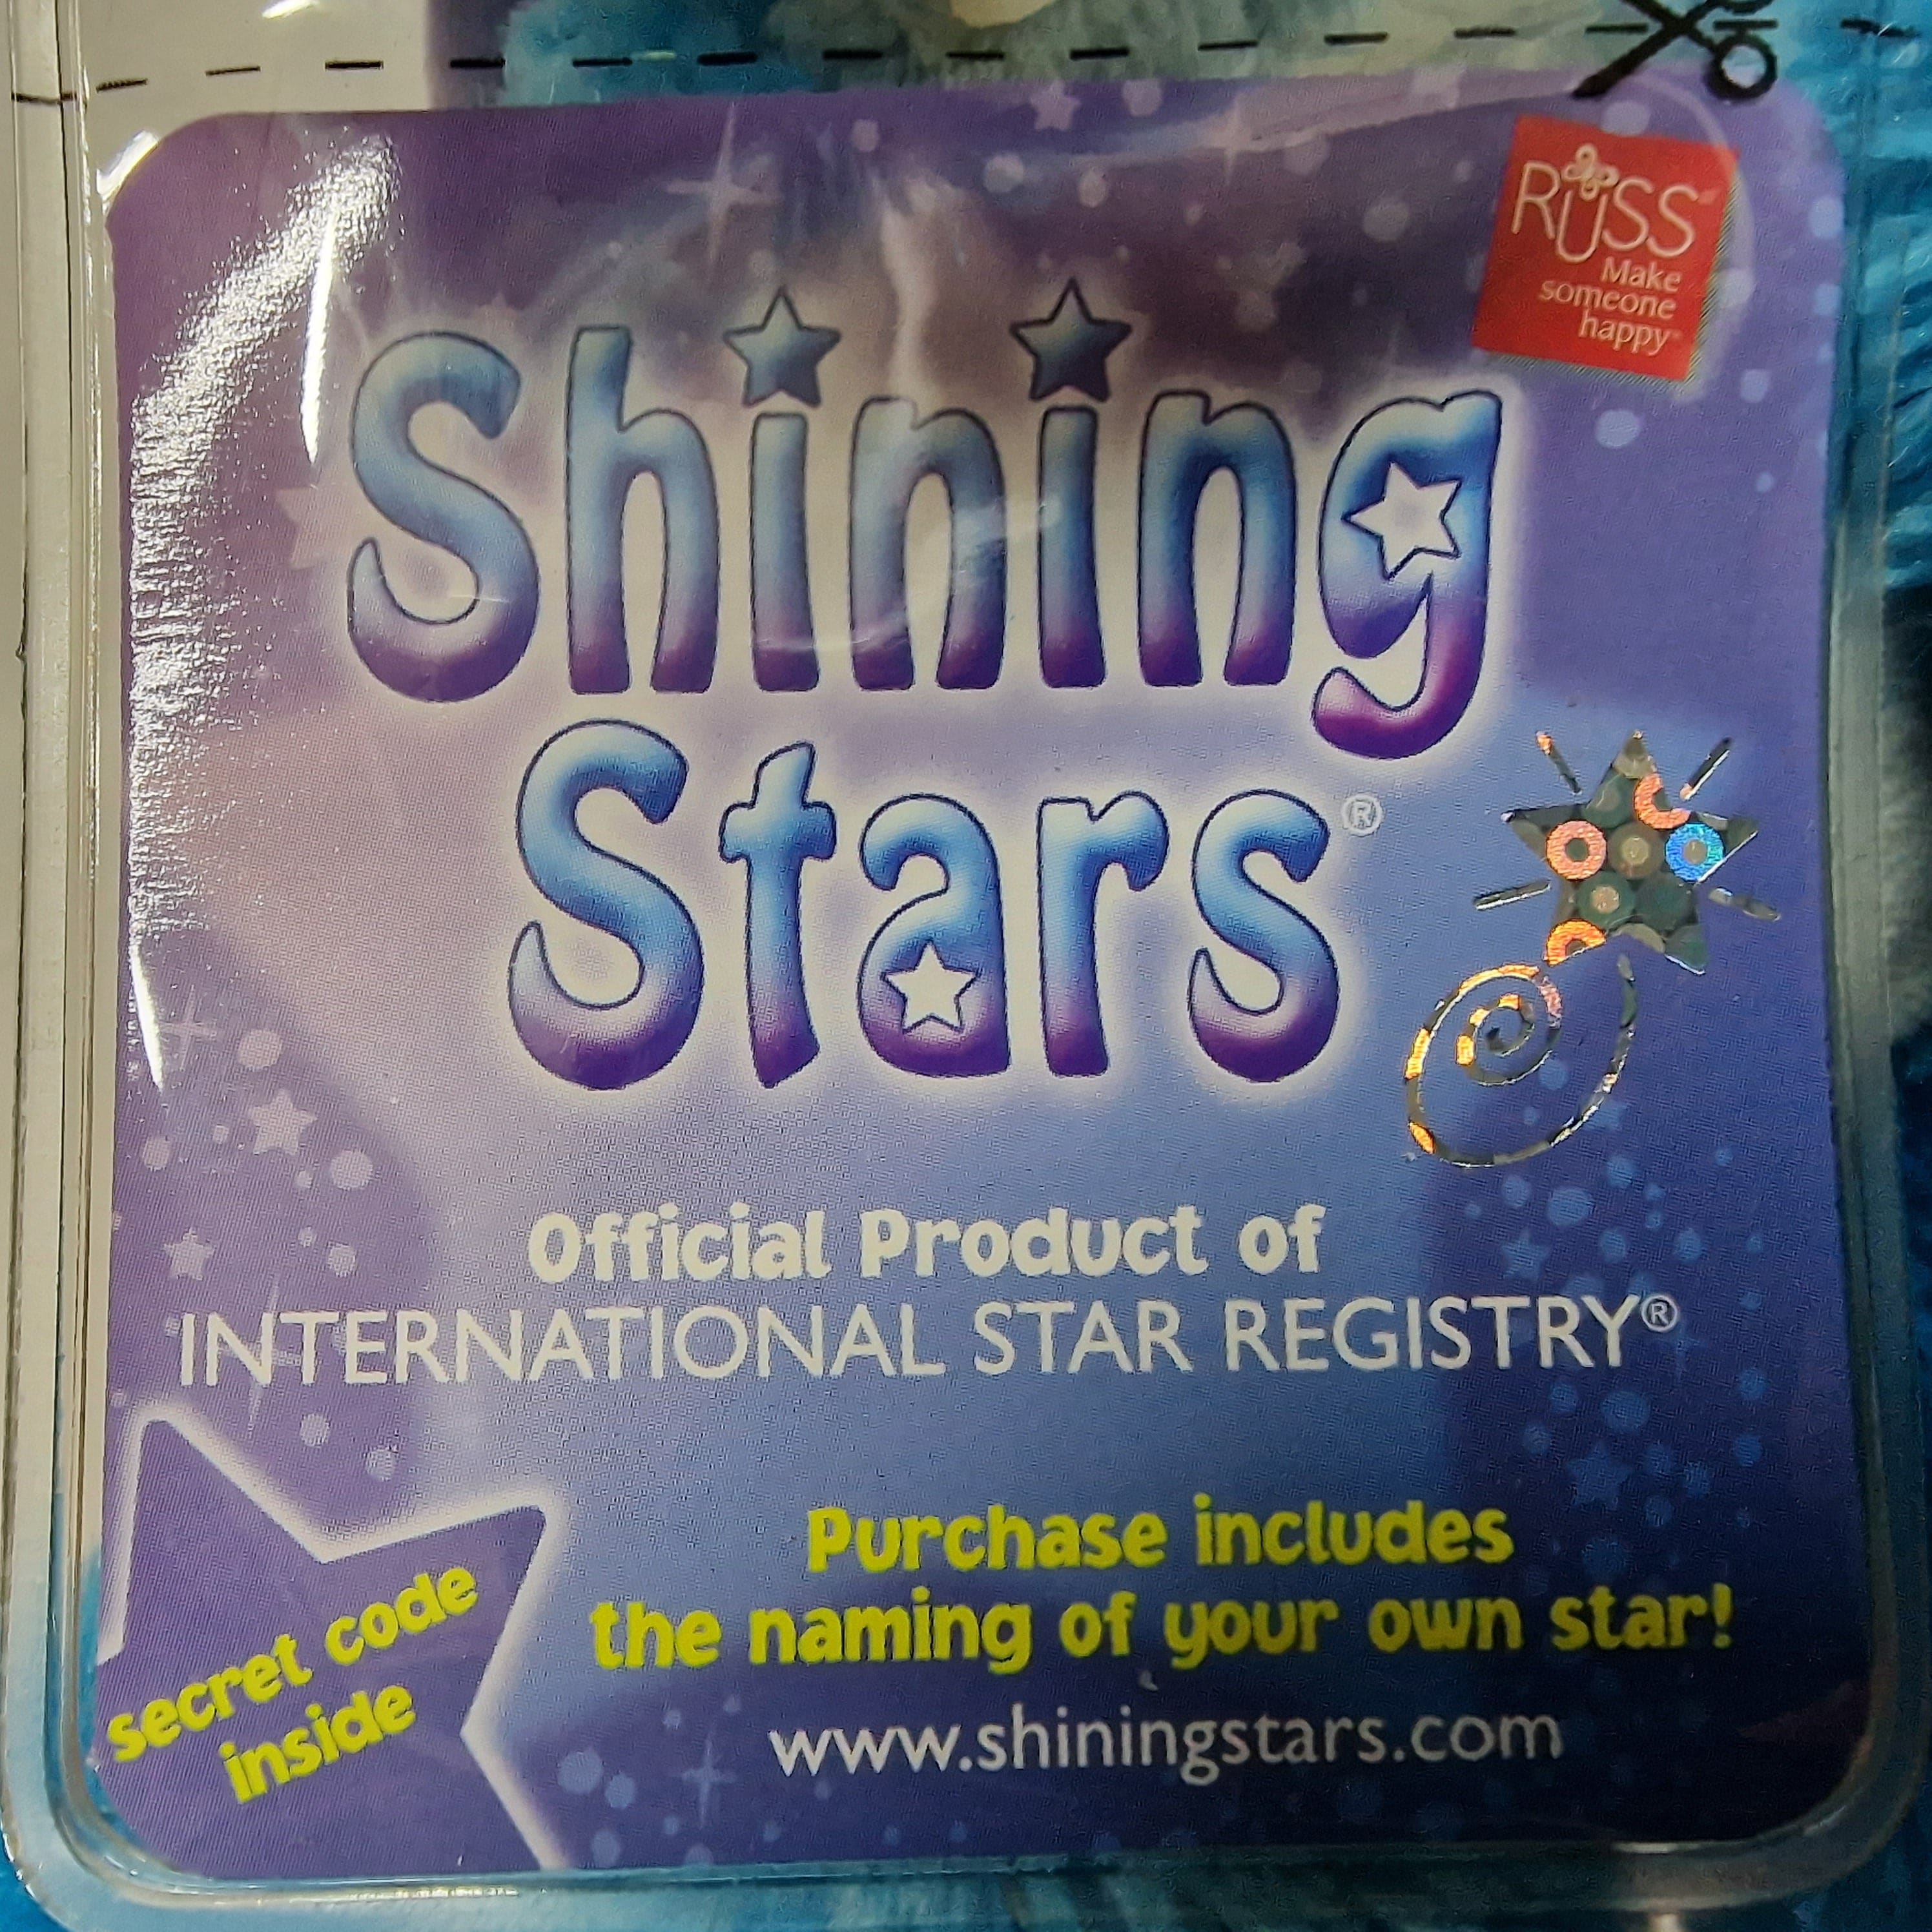 RUSS
Make
someone
happy®
Shining
Stars®
Official Product of
INTERNATIONAL STAR REGISTRY®
Purchase includes
the naming of your own star!
secret code
inside
www.shiningstars.com